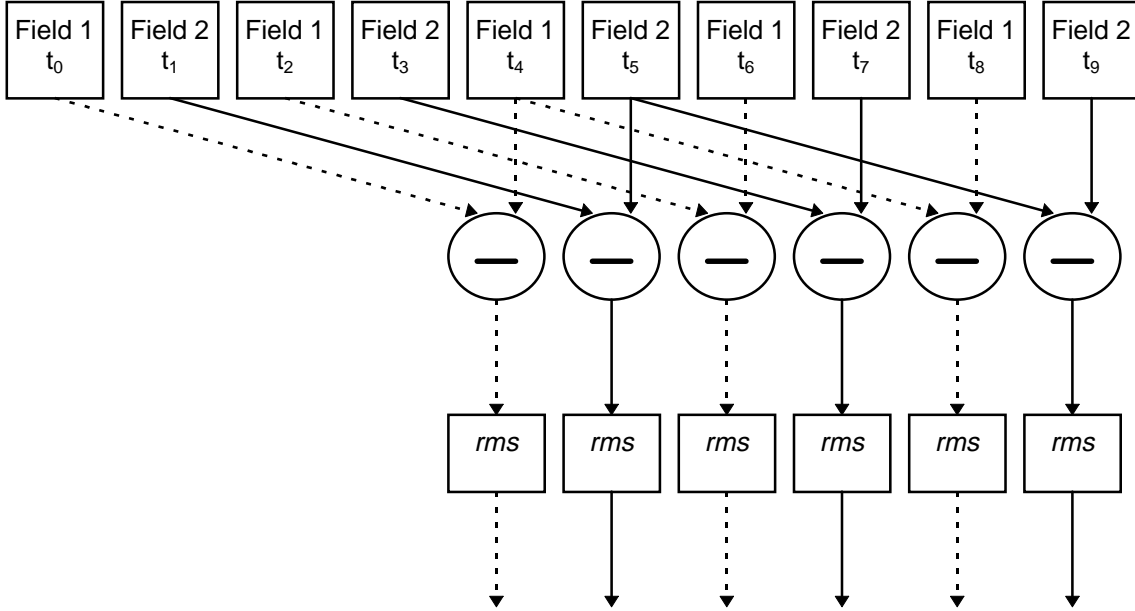 Field 1 Field 2 Field 1 Field 2 Field 1 Field 2 Field 1 Field 2 Field 1 Field 2
t₀ t₁ t₂ t₃ t₄ t₅ t₆ t₇ t₈ t₉
rms rms rms rms rms rms